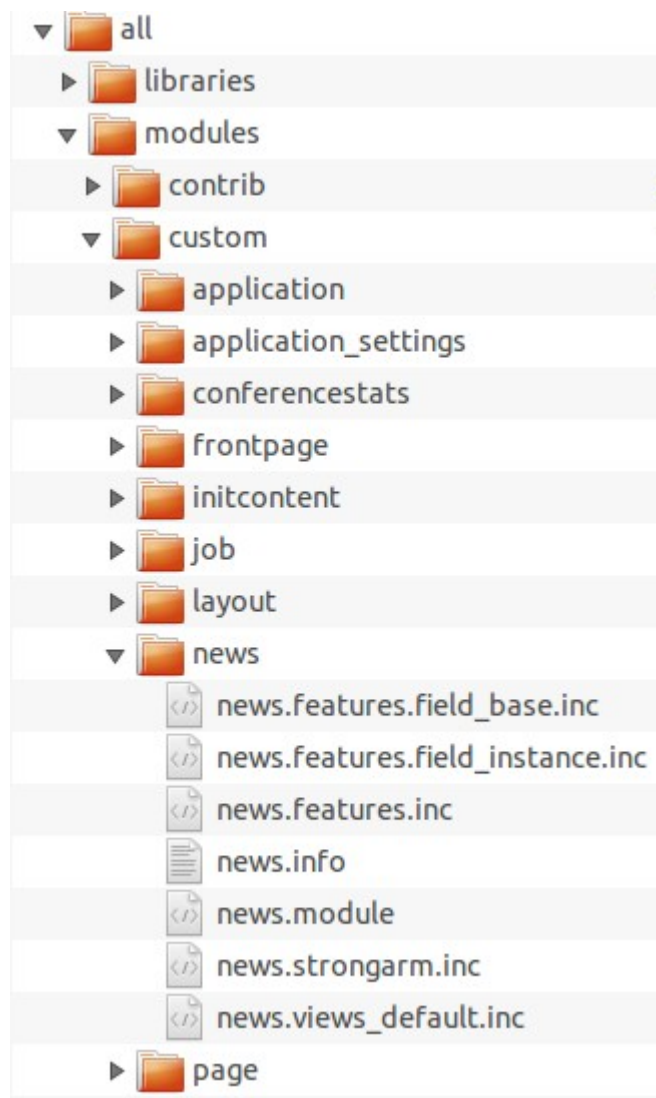 all
libraries
modules
contrib
custom
application
application_settings
conferencestats
frontpage
initcontent
job
layout
news
news.features.field_base.inc
news.features.field_instance.inc
news.features.inc
news.info
news.module
news.strongarm.inc
news.views_default.inc
page